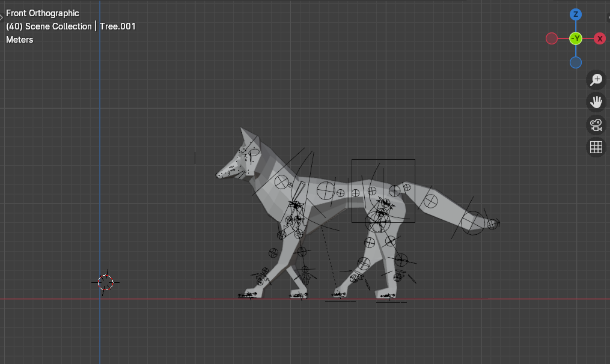 Front Orthographic
(40) Scene Collection | Tree.001
Meters
Z
-Y
X